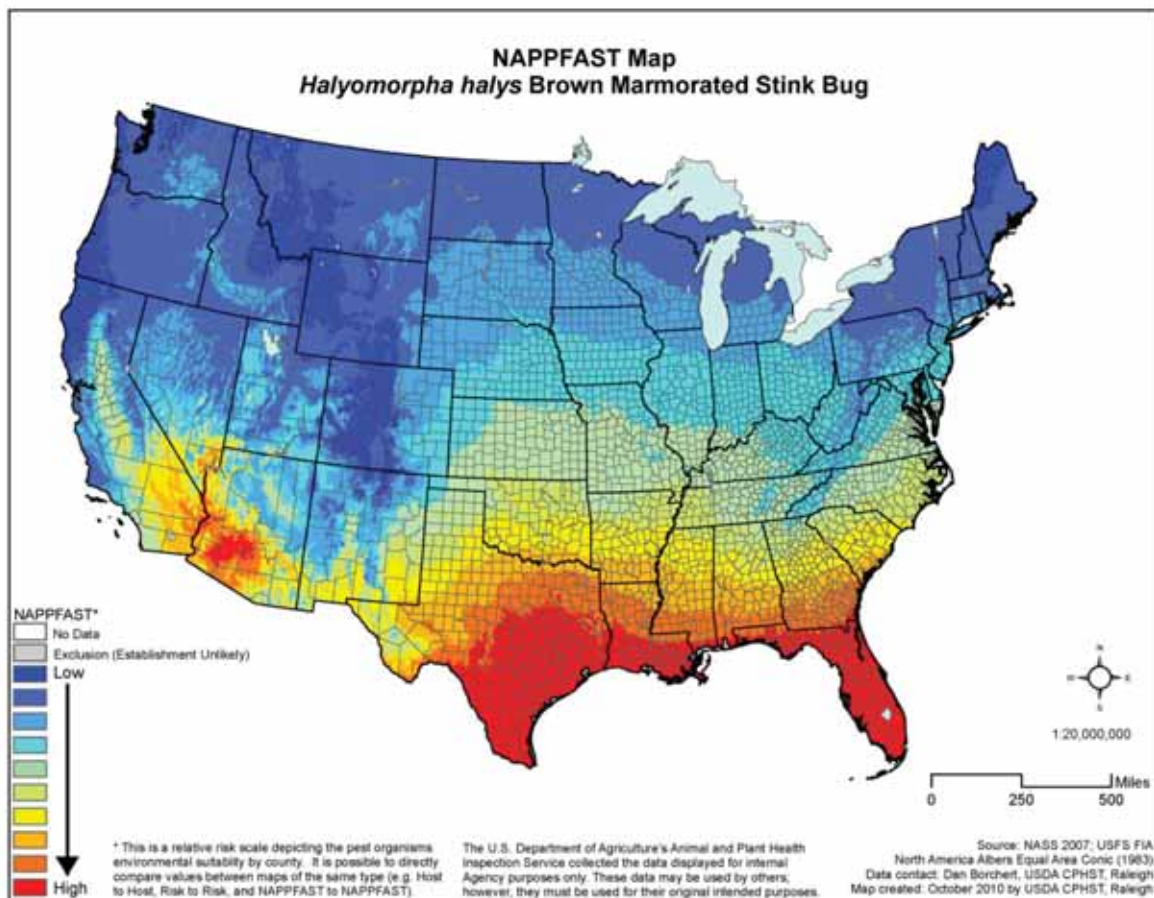 NAPPFAST Map
Halyomorpha halys Brown Marmorated Stink Bug
NAPPFAST*
No Data
Exclusion (Establishment Unlikely)
Low
High
N
W
E
S
1:20,000,000
Miles
0 250 500
* This is a relative risk scale depicting the pest organisms
environmental suitability by county. It is possible to directly
compare values between maps of the same type (e.g. Host
to Host, Risk to Risk, and NAPPFAST to NAPPFAST).
The U.S. Department of Agriculture's Animal and Plant Health
Inspection Service collected the data displayed for internal
Agency purposes only. These data may be used by others;
however, they must be used for their original intended purposes.
Source: NASS 2007; USFS FIA
North America Albers Equal Area Conic (1983)
Data contact: Dan Borchert, USDA CPHST, Raleigh
Map created: October 2010 by USDA CPHST, Raleigh